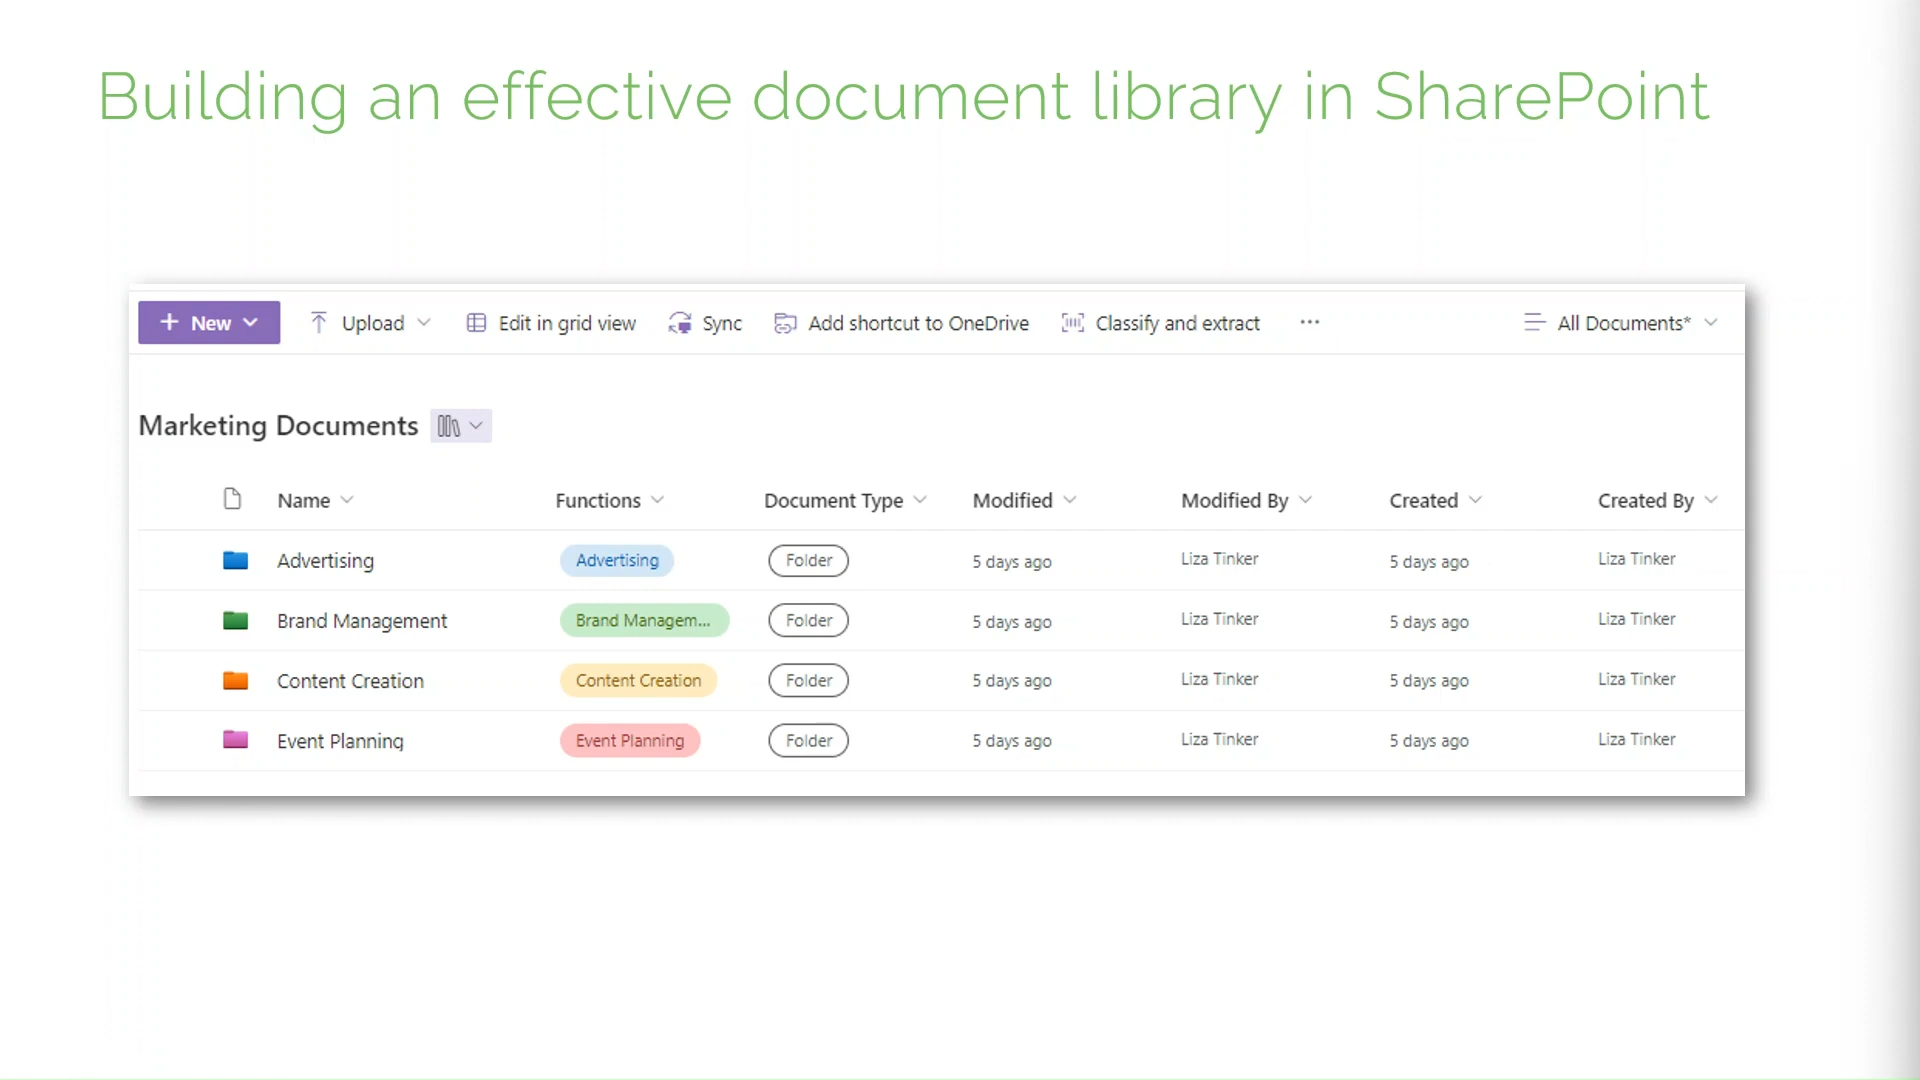 Building an effective document library in SharePoint
+ New Upload Edit in grid view Sync Add shortcut to OneDrive Classify and extract ··· All Documents*
Marketing Documents
Name Functions Document Type Modified Modified By Created Created By
Advertising Advertising Folder 5 days ago Liza Tinker 5 days ago Liza Tinker
Brand Management Brand Managem... Folder 5 days ago Liza Tinker 5 days ago Liza Tinker
Content Creation Content Creation Folder 5 days ago Liza Tinker 5 days ago Liza Tinker
Event Planning Event Planning Folder 5 days ago Liza Tinker 5 days ago Liza Tinker